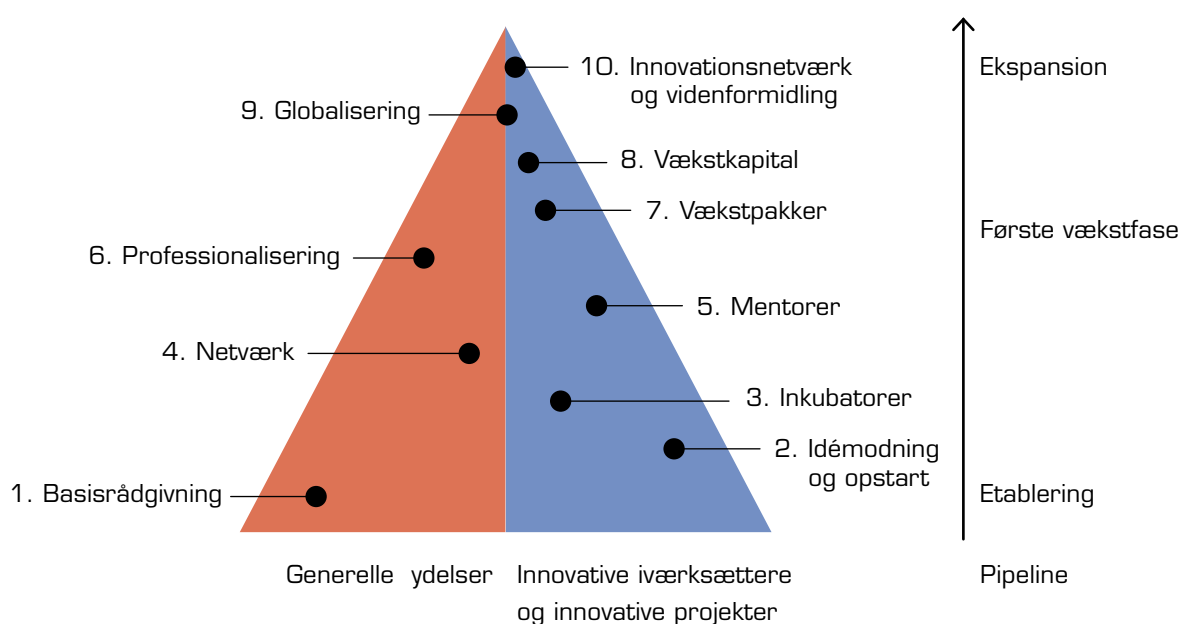 10. Innovationsnetværk
og videnformidling
Ekspansion
9. Globalisering
8. Vækstkapital
7. Vækstpakker
Første vækstfase
6. Professionalisering
5. Mentorer
4. Netværk
3. Inkubatorer
2. Idémodning
og opstart
1. Basisrådgivning
Etablering
Generelle ydelser
Innovative iværksættere
og innovative projekter
Pipeline